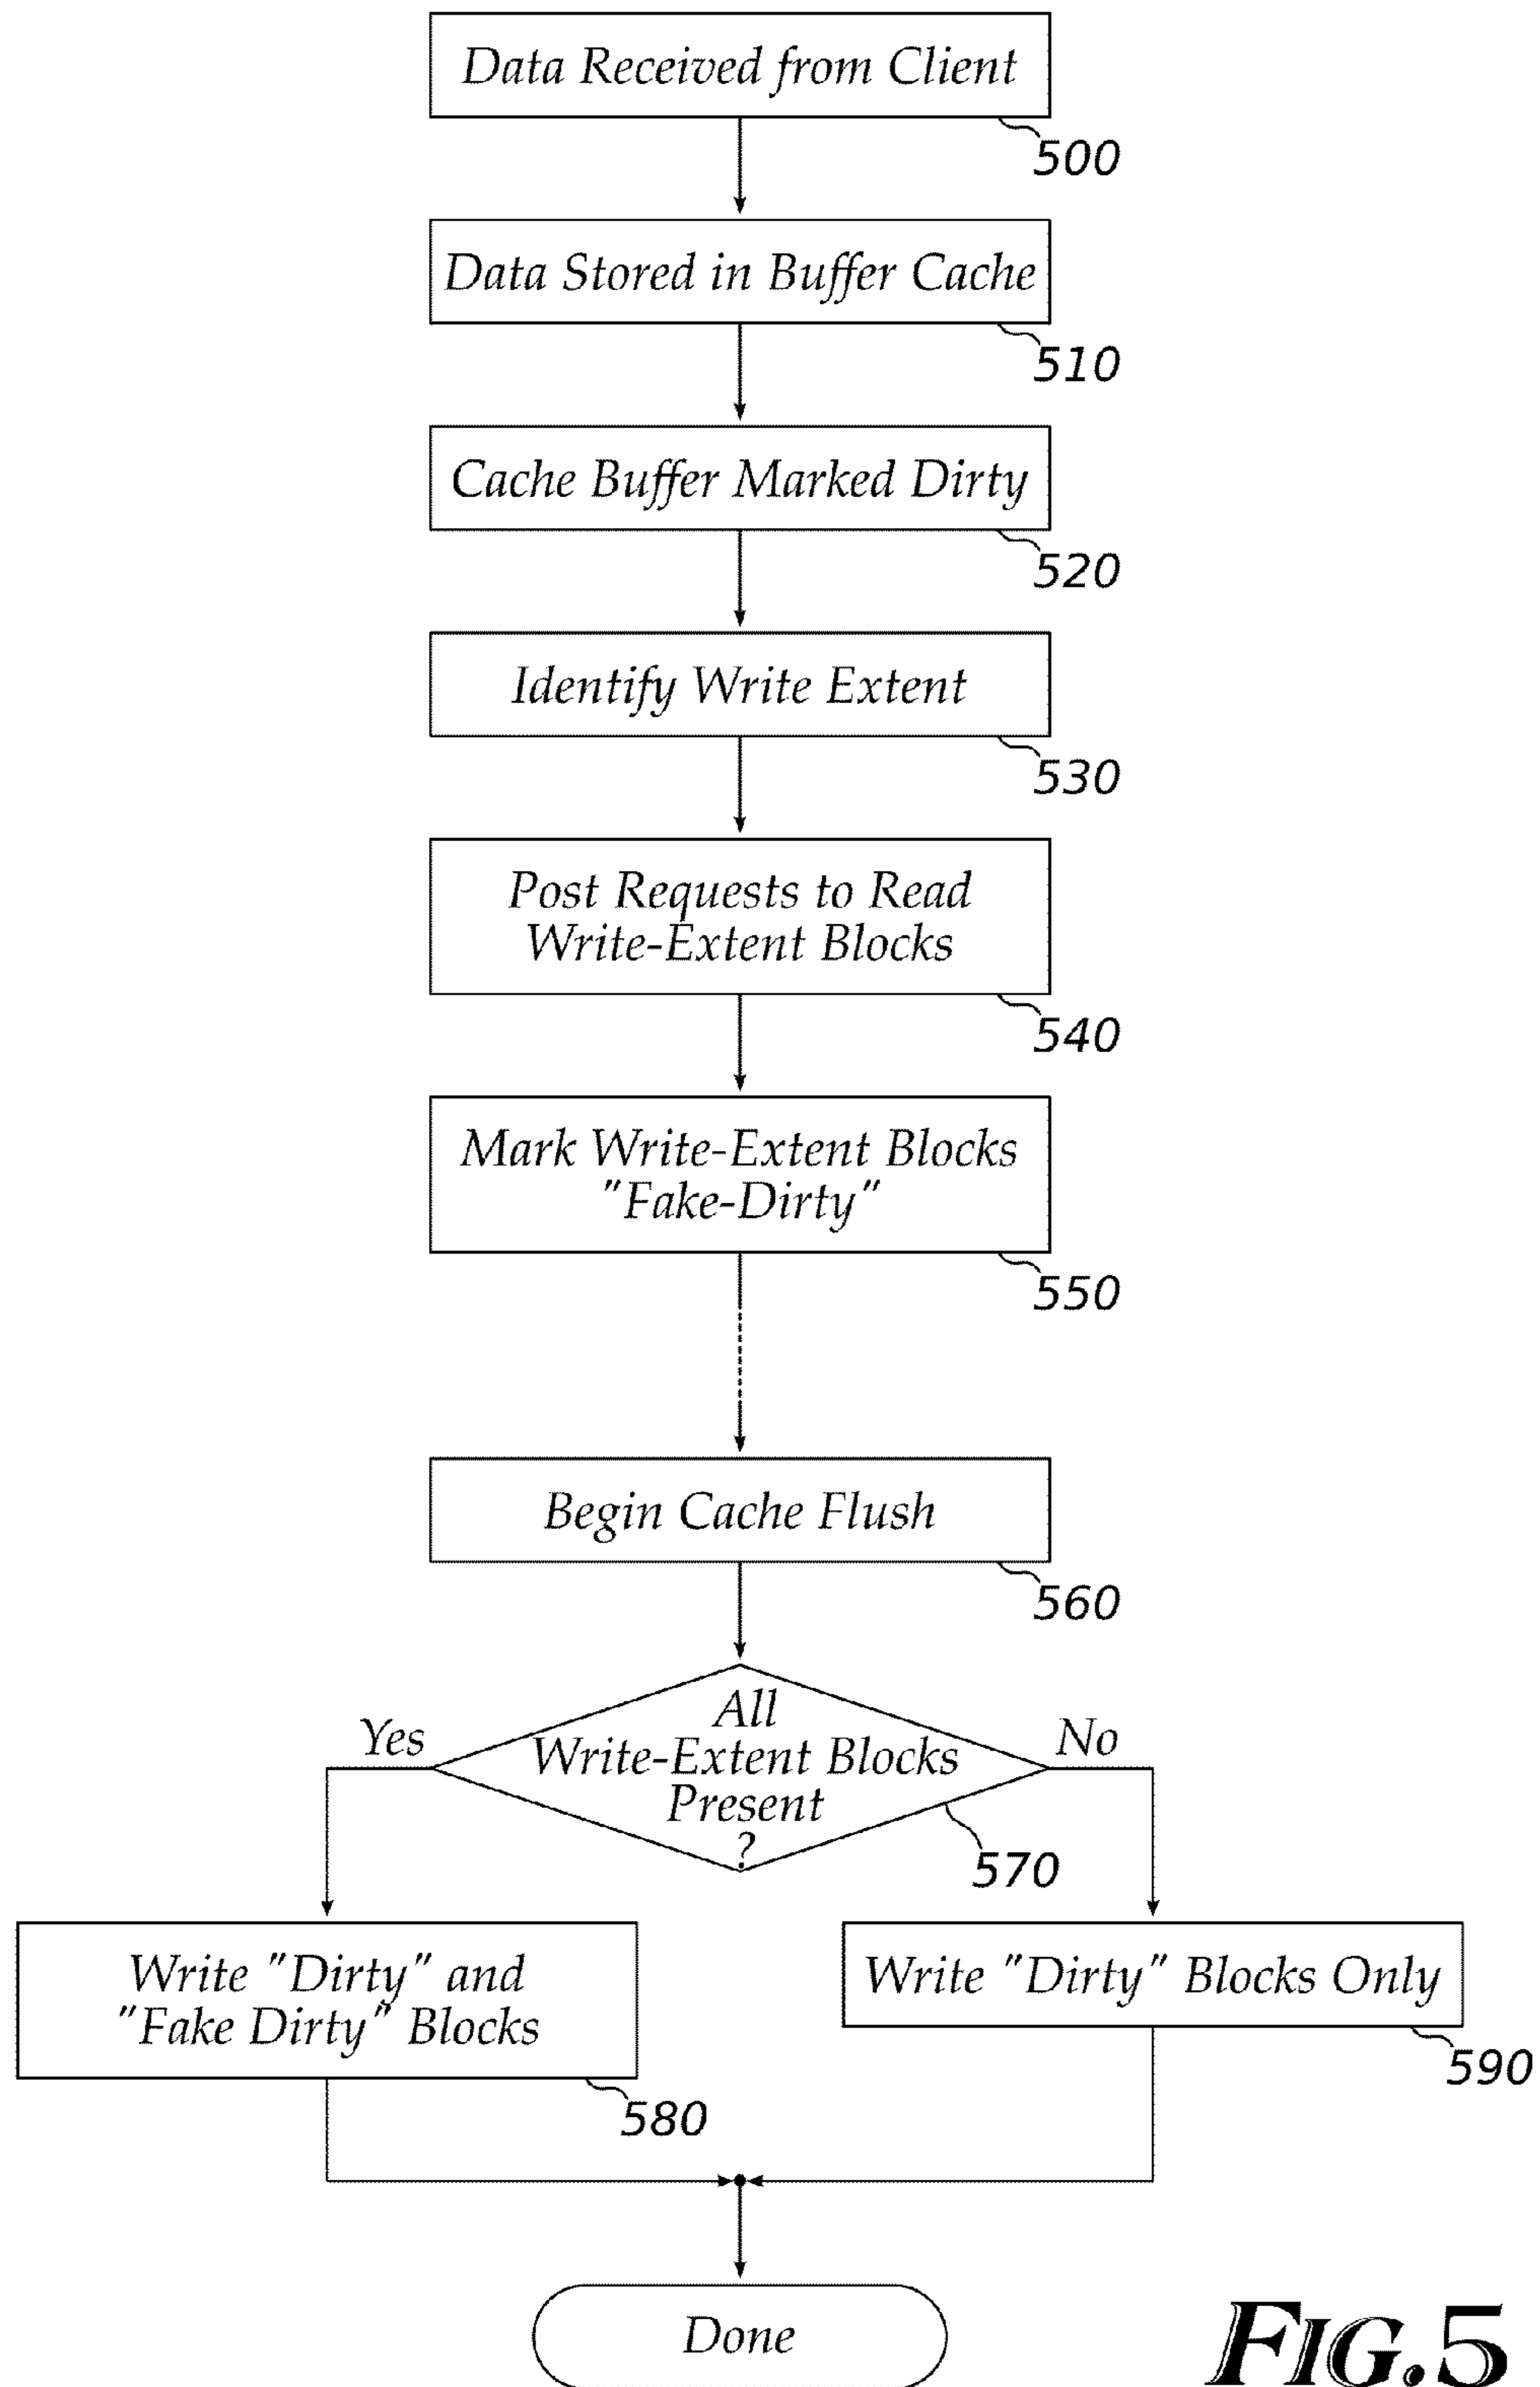 Data Received from Client
500
Data Stored in Buffer Cache
510
Cache Buffer Marked Dirty
520
Identify Write Extent
530
Post Requests to Read
Write-Extent Blocks
540
Mark Write-Extent Blocks
"Fake-Dirty"
550
Begin Cache Flush
560
Yes
All
Write-Extent Blocks
Present
?
No
570
Write "Dirty" and
"Fake Dirty" Blocks
580
Write "Dirty" Blocks Only
590
Done
FIG.5